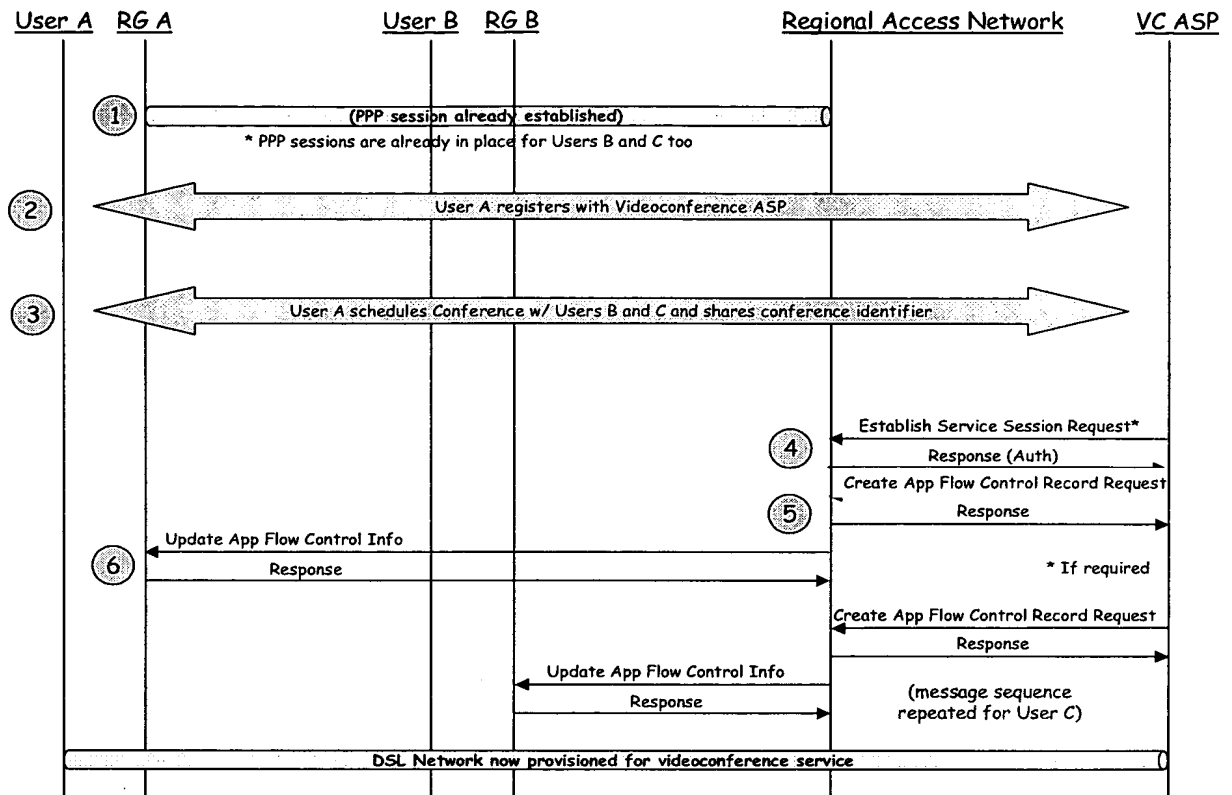 User A RG A User B RG B Regional Access Network VC ASP
1 (PPP session already established)
* PPP sessions are already in place for Users B and C too
2 User A registers with Videoconference ASP
3 User A schedules Conference w/ Users B and C and shares conference identifier
Establish Service Session Request*
4 Response (Auth)
Create App Flow Control Record Request
5 Response
Update App Flow Control Info
6 Response
* If required
Create App Flow Control Record Request
Response
Update App Flow Control Info
Response
(message sequence
repeated for User C)
DSL Network now provisioned for videoconference service